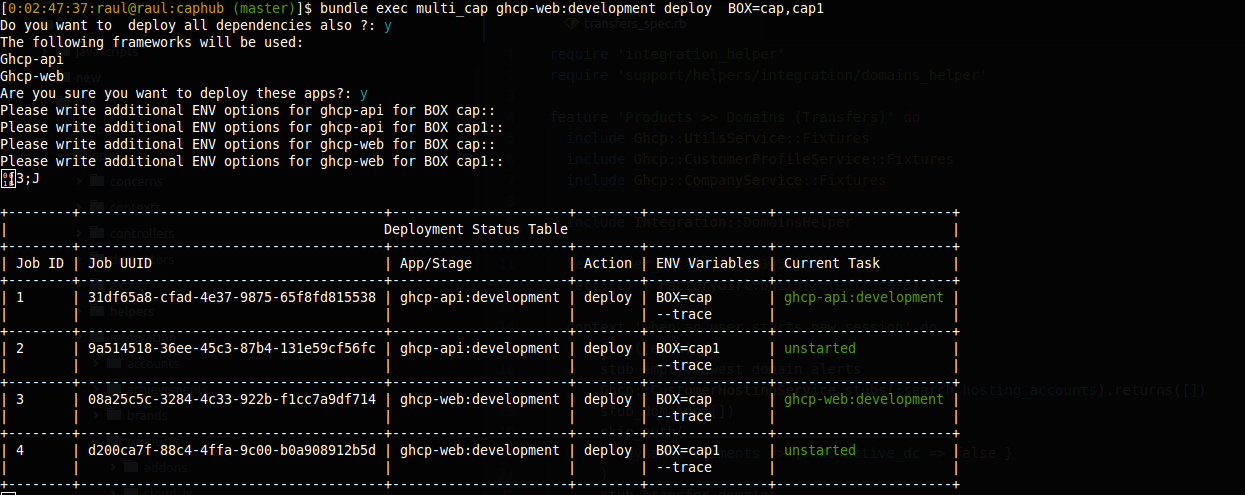 [0:02:47:37:raul@raul:caphub (master)]$ bundle exec multi_cap ghcp-web:development deploy  BOX=cap,cap1
Do you want to  deploy all dependencies also ?: y
The following frameworks will be used:
Ghcp-api
Ghcp-web
Are you sure you want to deploy these apps?: y
Please write additional ENV options for ghcp-api for BOX cap::
Please write additional ENV options for ghcp-api for BOX cap1::
Please write additional ENV options for ghcp-web for BOX cap::
Please write additional ENV options for ghcp-web for BOX cap1::
3;J
Deployment Status Table
| Job ID | Job UUID | App/Stage | Action | ENV Variables | Current Task |
| 1 | 31df65a8-cfad-4e37-9875-65f8fd815538 | ghcp-api:development | deploy | BOX=cap | ghcp-api:development |
| | | | | --trace | |
| 2 | 9a514518-36ee-45c3-87b4-131e59cf56fc | ghcp-api:development | deploy | BOX=cap1 | unstarted |
| | | | | --trace | |
| 3 | 08a25c5c-3284-4c33-922b-f1cc7a9df714 | ghcp-web:development | deploy | BOX=cap | ghcp-web:development |
| | | | | --trace | |
| 4 | d200ca7f-88c4-4ffa-9c00-b0a908912b5d | ghcp-web:development | deploy | BOX=cap1 | unstarted |
| | | | | --trace | |
transfers_spec.rb
require 'integration_helper'
require 'support/helpers/integration/domains_helper'
feature 'Products >> Domains (Transfers)' do
include Ghcp::UtilsService::Fixtures
include Ghcp::CustomerProfileService::Fixtures
include Ghcp::CompanyService::Fixtures
include Integration::DomainsHelper
new
concerns
contexts
controllers
helpers
accounts
brands
addons